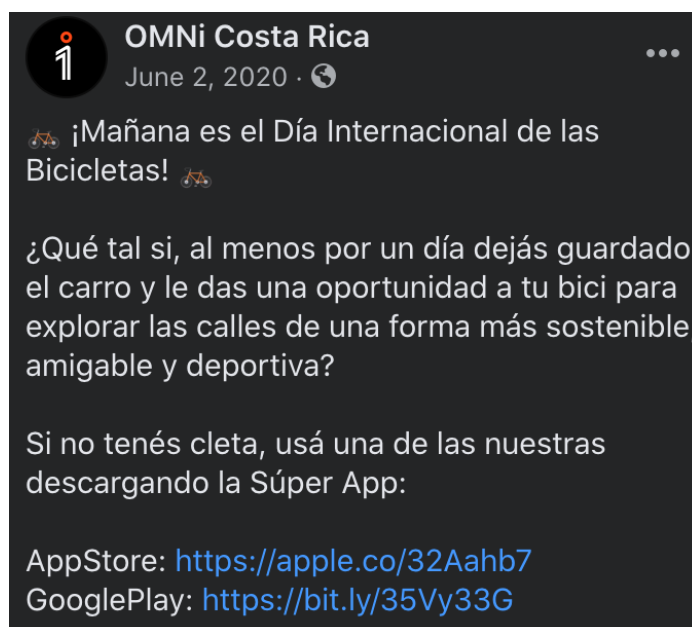 OMNi Costa Rica
June 2, 2020 ·
🚲 ¡Mañana es el Día Internacional de las
Bicicletas! 🚲
¿Qué tal si, al menos por un día dejás guardado
el carro y le das una oportunidad a tu bici para
explorar las calles de una forma más sostenible,
amigable y deportiva?
Si no tenés cleta, usá una de las nuestras
descargando la Súper App:
AppStore: https://apple.co/32Aahb7
GooglePlay: https://bit.ly/35Vy33G